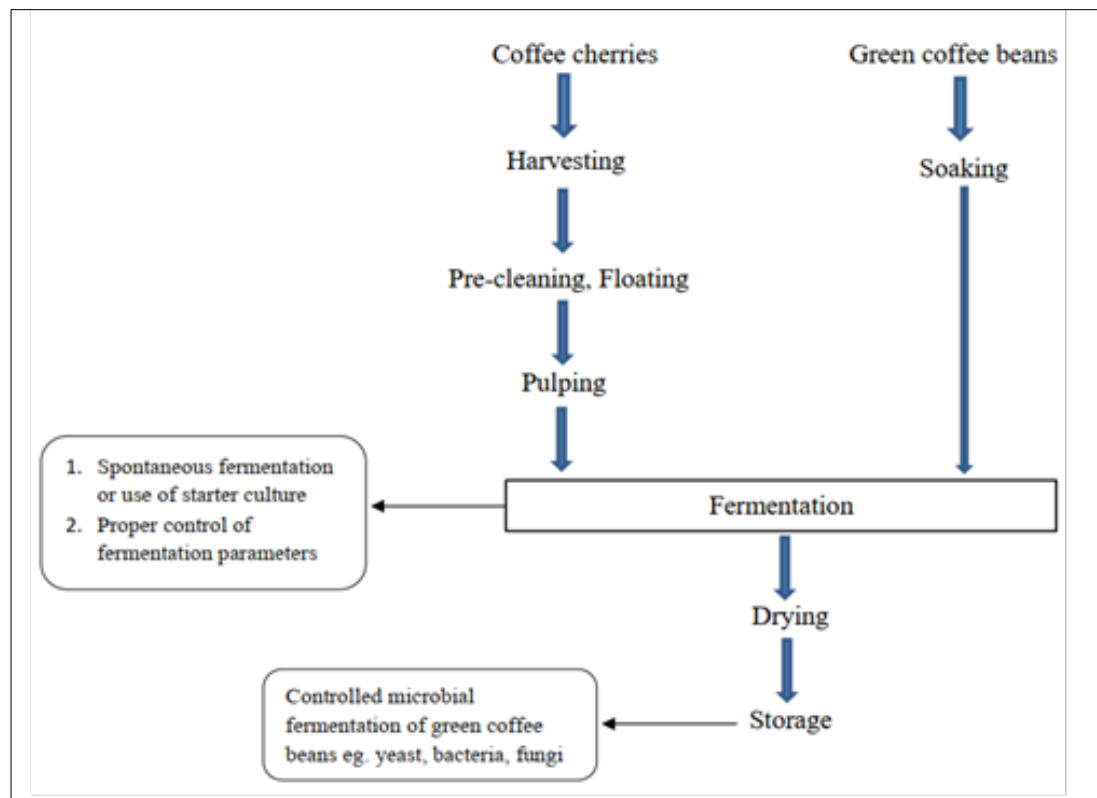 Coffee cherries
Green coffee beans
Harvesting
Soaking
Pre-cleaning, Floating
Pulping
1. Spontaneous fermentation
or use of starter culture
2. Proper control of
fermentation parameters
Fermentation
Drying
Controlled microbial
fermentation of green coffee
beans eg. yeast, bacteria, fungi
Storage